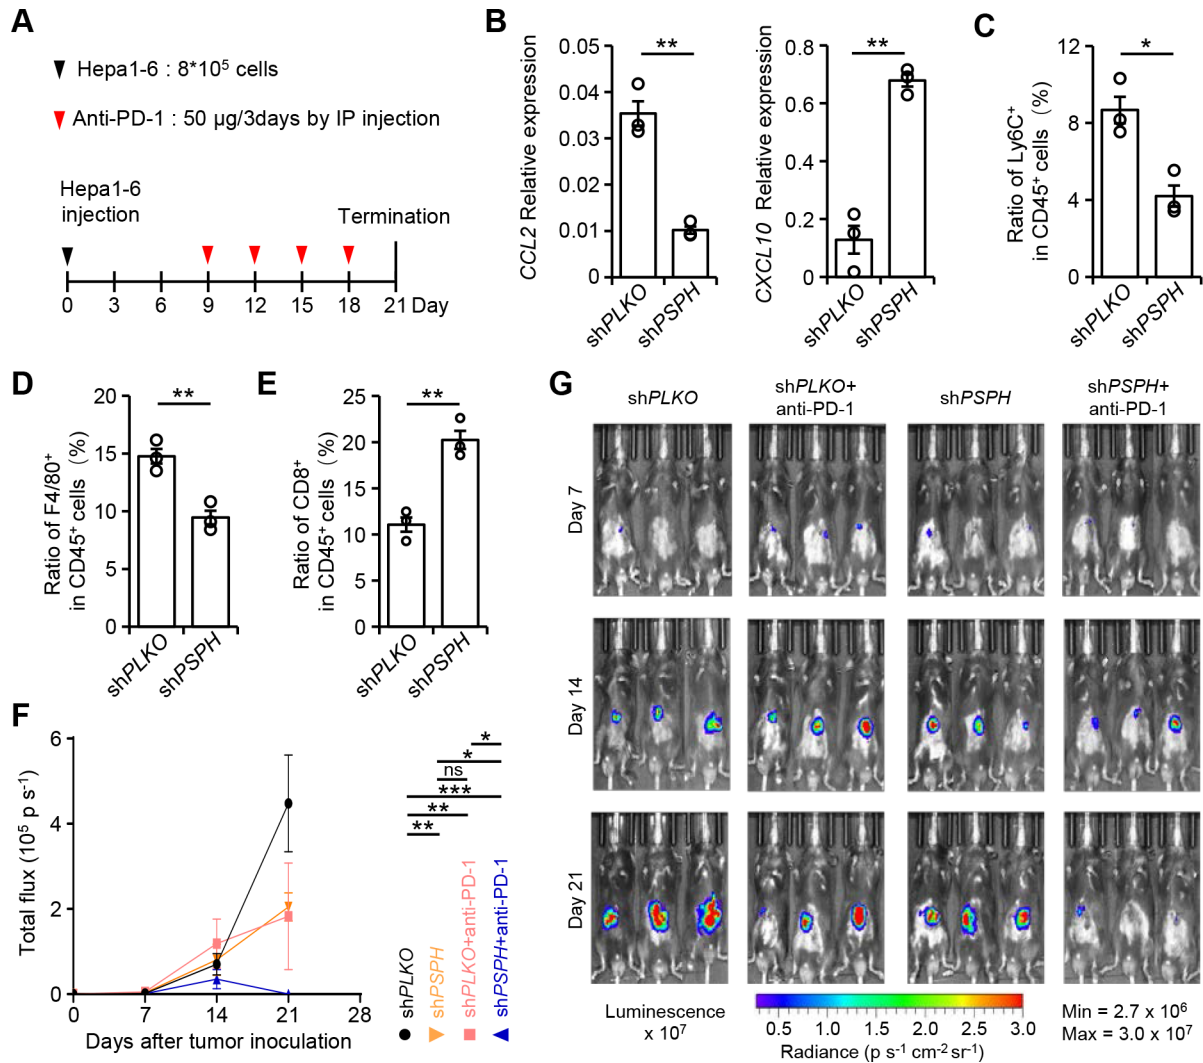 A
Hepa1-6 : 8*10⁵ cells
Anti-PD-1 : 50 µg/3days by IP injection
Hepa1-6
injection
Termination
0 3 6 9 12 15 18 21 Day
B
CCL2 Relative expression
0.05
0.04
0.03
0.02
0.01
0
**
shPLKO
shPSPH
CXCL10 Relative expression
0.8
0.6
0.4
0.2
0
**
shPLKO
shPSPH
C
Ratio of Ly6C⁺
in CD45⁺ cells (%)
12
8
4
0
*
shPLKO
shPSPH
D
Ratio of F4/80⁺
in CD45⁺ cells (%)
20
15
10
5
0
**
shPLKO
shPSPH
E
Ratio of CD8⁺
in CD45⁺ cells (%)
25
20
15
10
5
0
**
shPLKO
shPSPH
F
Total flux (10⁵ p s⁻¹)
6
4
2
0
0 7 14 21 28
Days after tumor inoculation
*
*
ns
***
**
**
shPLKO
shPSPH
shPLKO+anti-PD-1
shPSPH+anti-PD-1
G
shPLKO
shPLKO+
anti-PD-1
shPSPH
shPSPH+
anti-PD-1
Day 7
Day 14
Day 21
Luminescence
x 10⁷
0.5 1.0 1.5 2.0 2.5 3.0
Radiance (p s⁻¹ cm⁻² sr⁻¹)
Min = 2.7 x 10⁶
Max = 3.0 x 10⁷